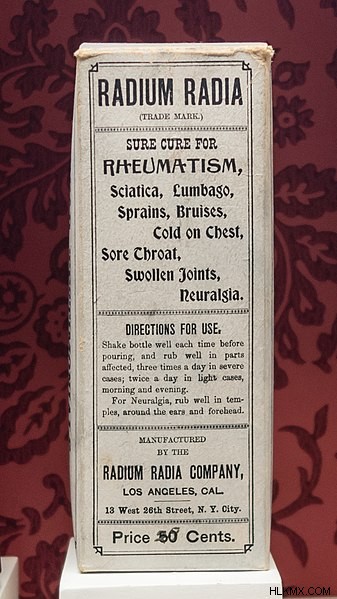 RADIUM RADIA
(TRADE MARK.)
SURE CURE FOR
RHEUMATISM,
Sciatica, Lumbago,
Sprains, Bruises,
Cold on Chest,
Sore Throat,
Swollen Joints,
Neuralgia.
DIRECTIONS FOR USE.
Shake bottle well each time before
pouring, and rub well in parts
affected, three times a day in severe
cases; twice a day in light cases,
morning and evening.
For Neuralgia, rub well in tem-
ples, around the ears and forehead.
MANUFACTURED
BY THE
RADIUM RADIA COMPANY,
LOS ANGELES, CAL.
13 West 26th Street, N. Y. City.
Price 50 Cents.
HLKMX.COM